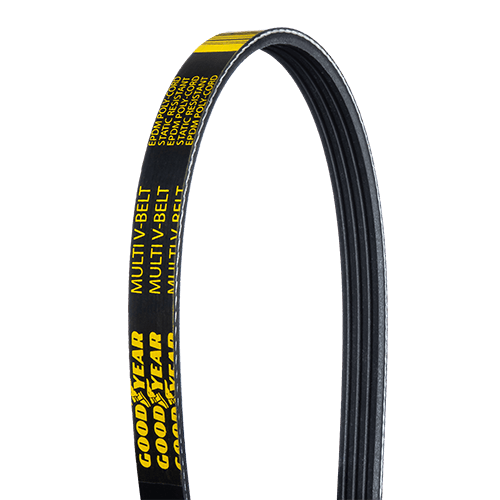 EPDM POLY-CORD
STATIC RESISTANT
EPDM POLY-CORD
STATIC RESISTANT
EPDM POLY-CORD
MULTI V-BELT
MULTI V-BELT
MULTI V-BELT
GOODYEAR
GOODYEAR
GOODYEAR